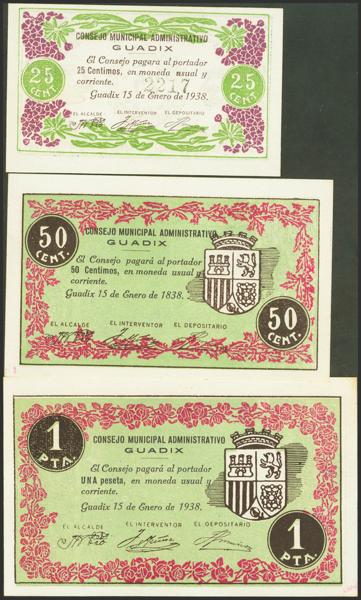 CONSEJO MUNICIPAL ADMINISTRATIVO
GUADIX
El Consejo pagará al portador
25 Centimos, en moneda usual y
corriente.
2217
Guadix 15 de Enero de 1938.
EL ALCALDE EL INTERVENTOR EL DEPOSITARIO
25 CENT.
25 CENT.
50 CENT.
CONSEJO MUNICIPAL ADMINISTRATIVO
GUADIX
El Consejo pagará al portador
50 Centimos, en moneda usual y
corriente.
Guadix 15 de Enero de 1838.
EL ALCALDE EL INTERVENTOR EL DEPOSITARIO
50 CENT.
1 PTA.
CONSEJO MUNICIPAL ADMINISTRATIVO
GUADIX
El Consejo pagará al portador
UNA peseta, en moneda usual y
corriente.
Guadix 15 de Enero de 1938.
EL ALCALDE EL INTERVENTOR EL DEPOSITARIO
1 PTA.